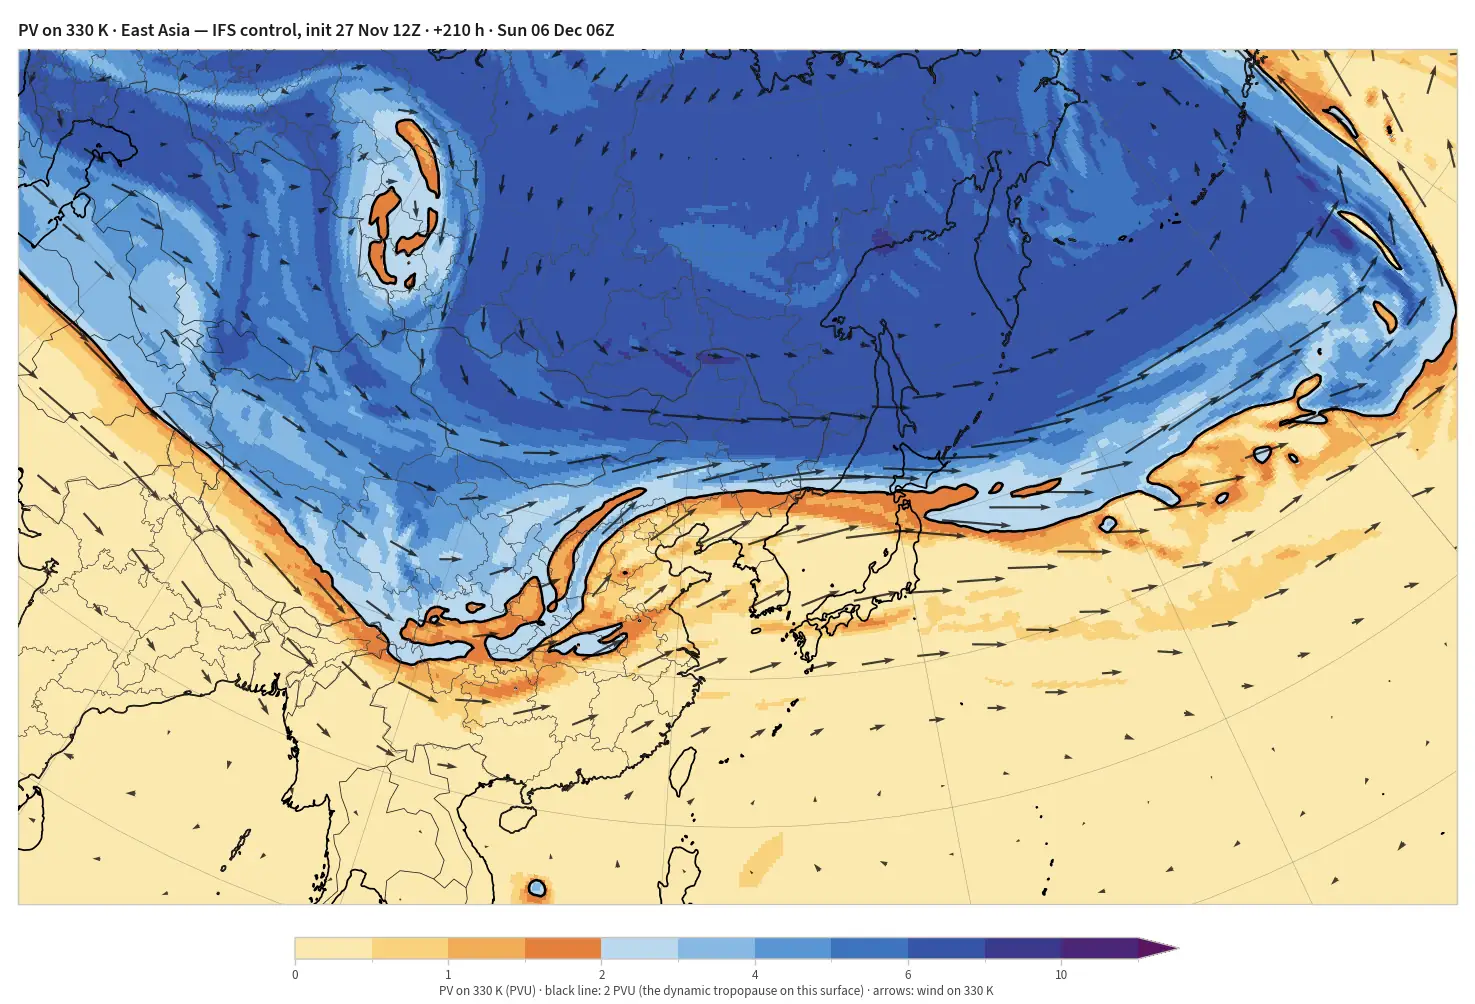 PV on 330 K · East Asia — IFS control, init 27 Nov 12Z · +210 h · Sun 06 Dec 06Z
0 1 2 4 6 10
PV on 330 K (PVU) · black line: 2 PVU (the dynamic tropopause on this surface) · arrows: wind on 330 K